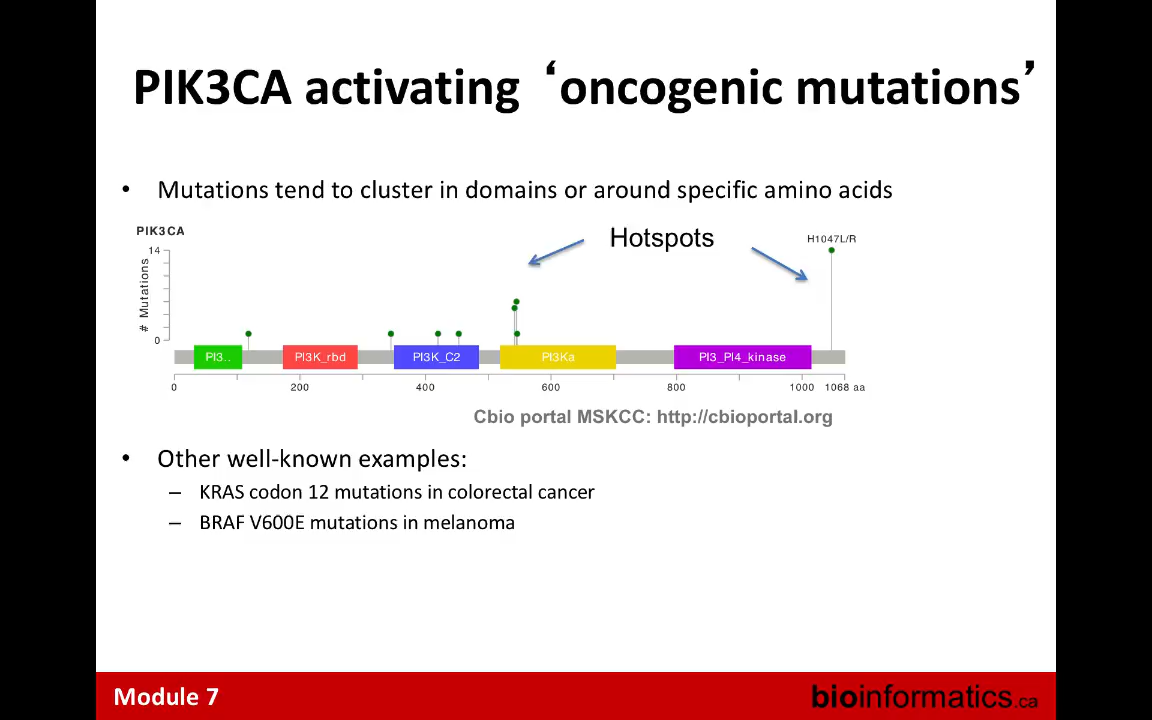 PIK3CA activating ‘oncogenic mutations’
• Mutations tend to cluster in domains or around specific amino acids
PIK3CA
Hotspots
H1047L/R
14
# Mutations
0
PI3..
PI3K_rbd
PI3K_C2
PI3Ka
PI3_PI4_kinase
0 200 400 600 800 1000 1068 aa
Cbio portal MSKCC: http://cbioportal.org
• Other well-known examples:
– KRAS codon 12 mutations in colorectal cancer
– BRAF V600E mutations in melanoma
Module 7
bioinformatics.ca